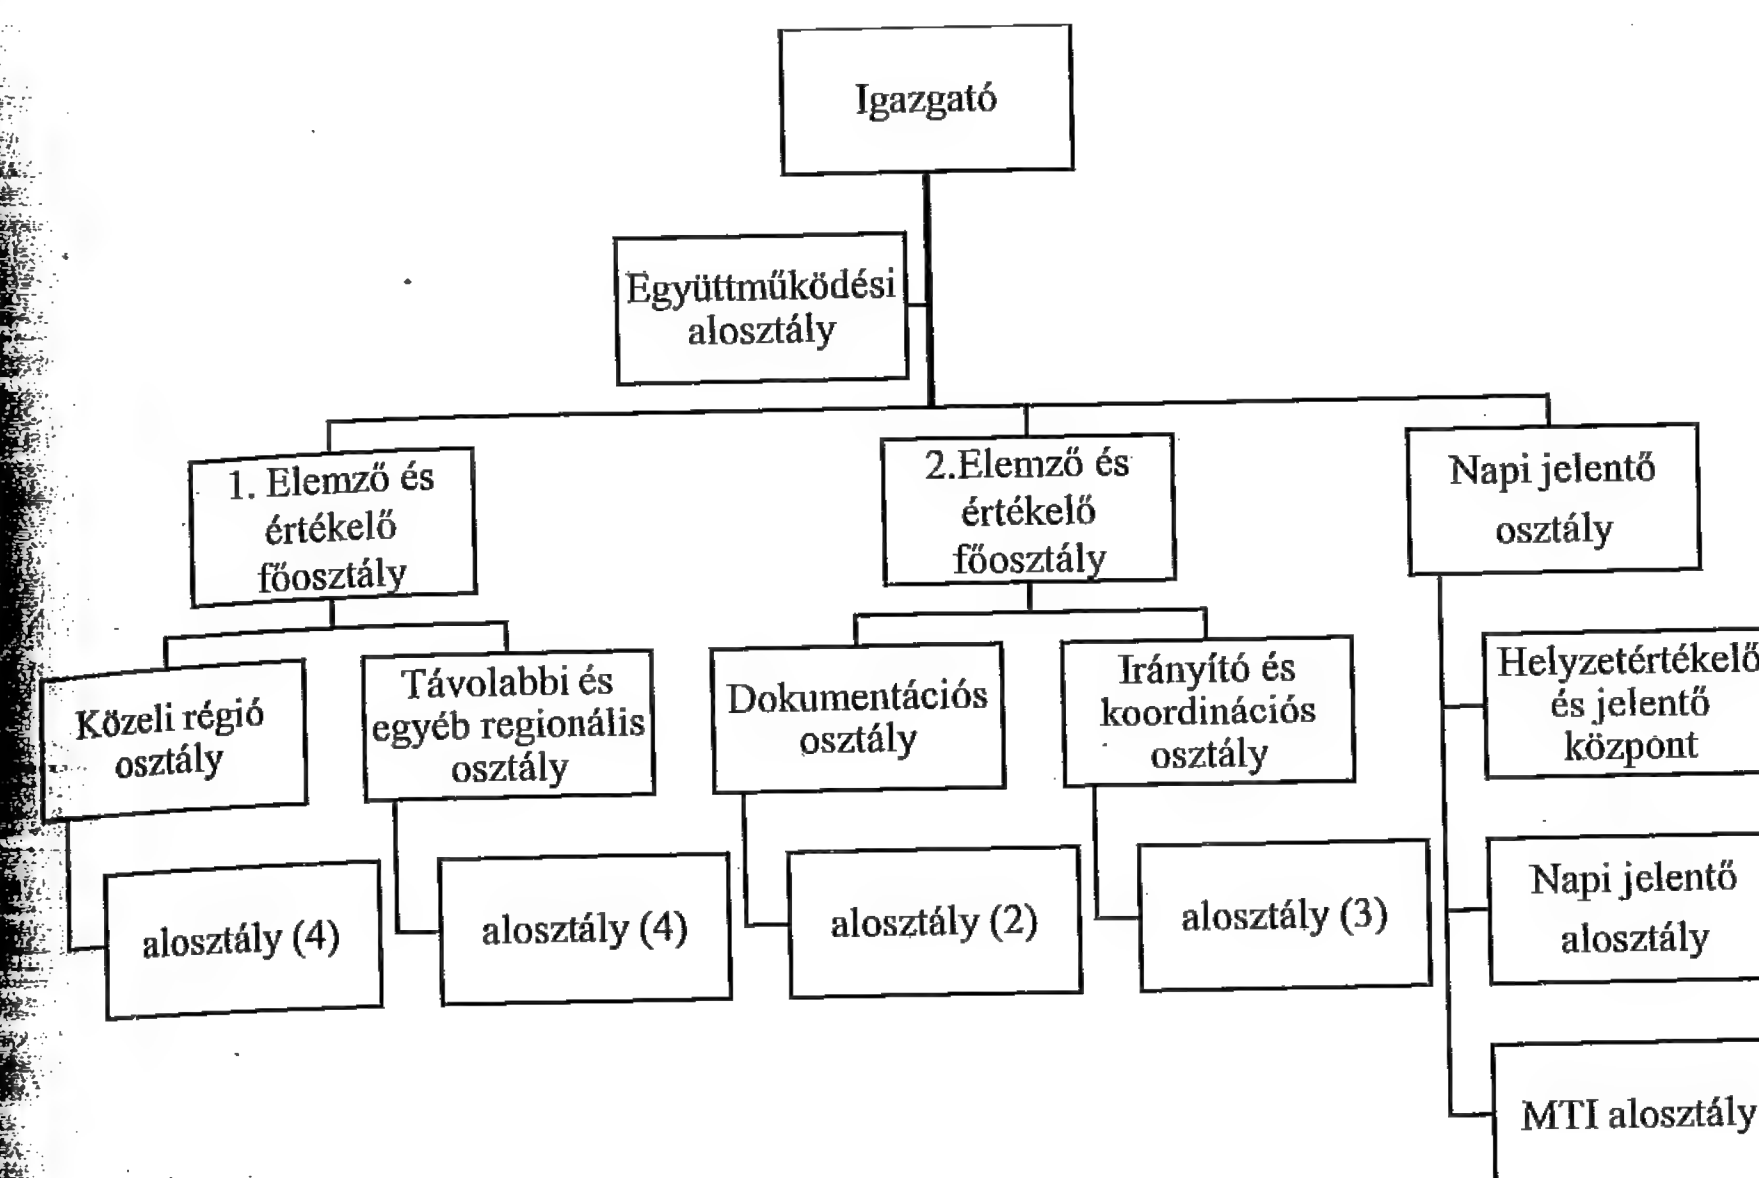 Igazgató
Együttműködési
alosztály
1. Elemző és
értékelő
főosztály
2.Elemző és
értékelő
főosztály
Napi jelentő
osztály
Közeli régió
osztály
Távolabbi és
egyéb regionális
osztály
Dokumentációs
osztály
Irányító és
koordinációs
osztály
Helyzetértékelő
és jelentő
központ
alosztály (4)
alosztály (4)
alosztály (2)
alosztály (3)
Napi jelentő
alosztály
MTI alosztály